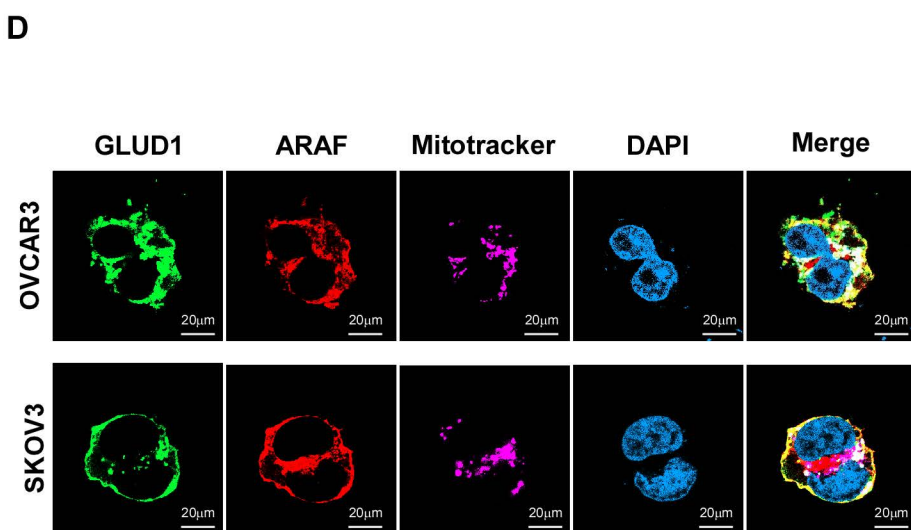 D
GLUD1 ARAF Mitotracker DAPI Merge
OVCAR3
20μm 20μm 20μm 20μm 20μm
SKOV3
20μm 20μm 20μm 20μm 20μm